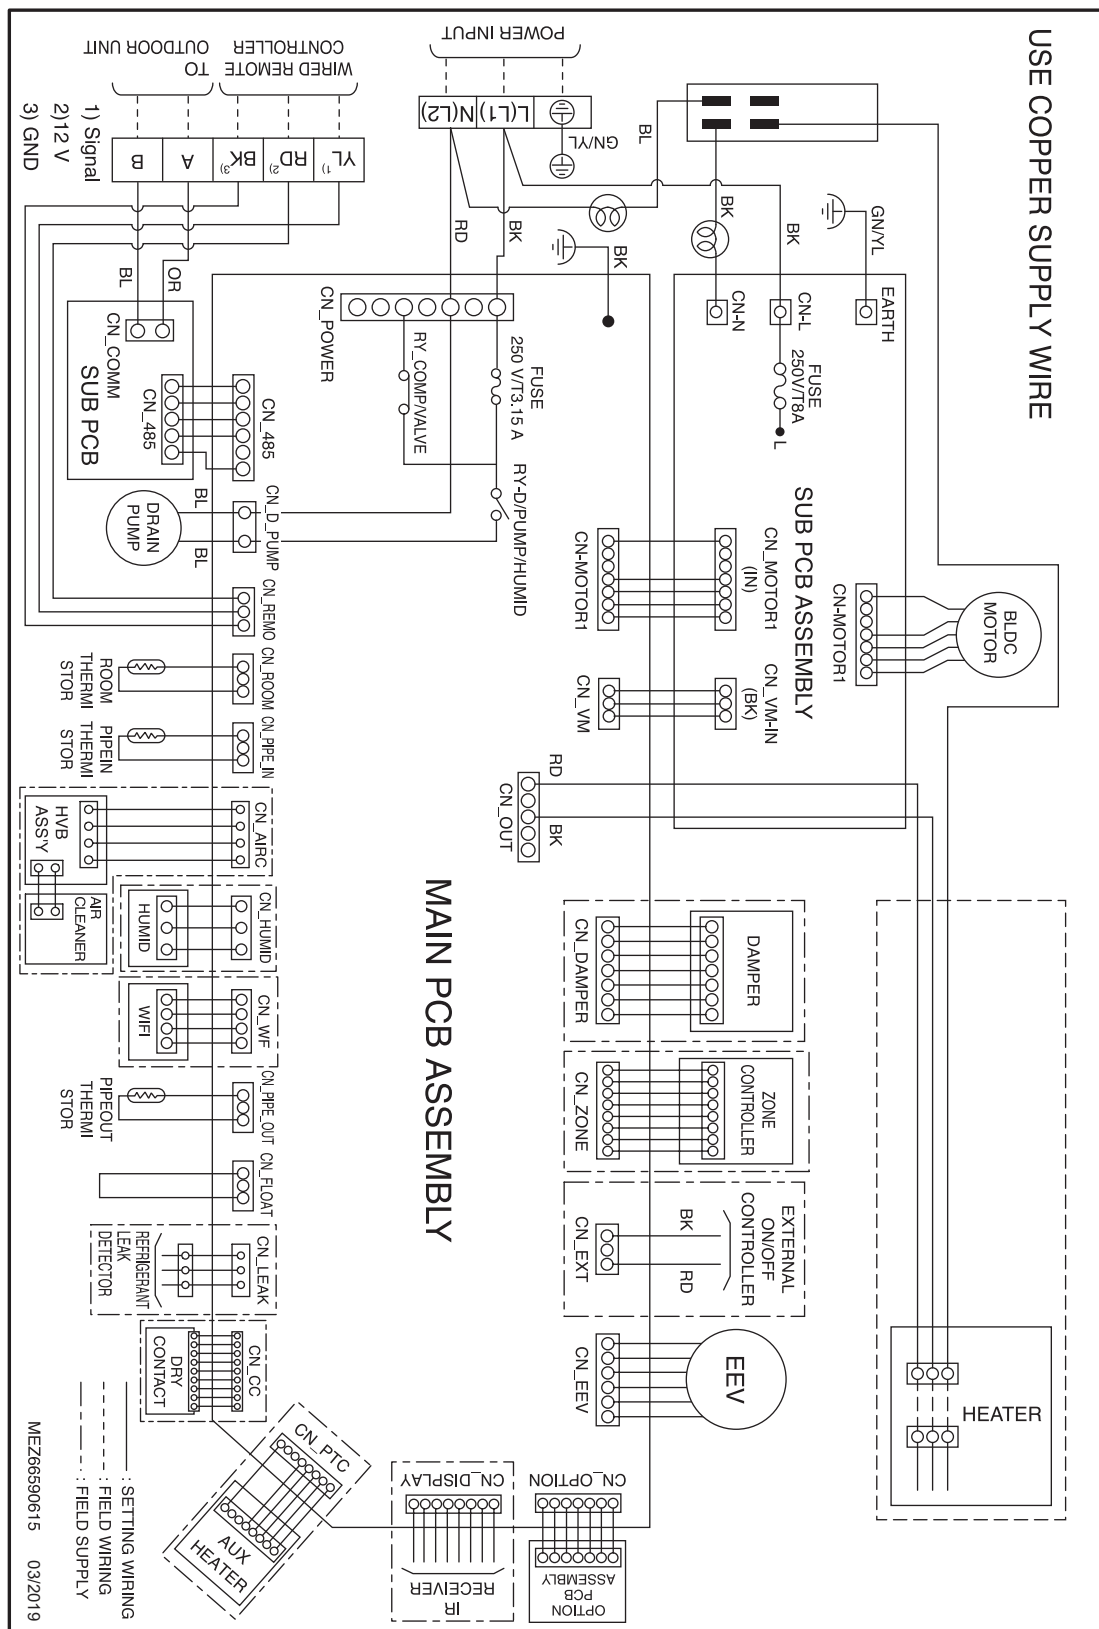 USE COPPER SUPPLY WIRE
POWER INPUT
N(L2)
L(L1)
GN/YL
WIRED REMOTE
CONTROLLER
TO
OUTDOOR UNIT
B
A
BK3)
RD2)
YL1)
1) Signal
2)12 V
3) GND
BL
OR
CN_COMM
SUB PCB
CN_485
CN_485
RD
BK
BL
BK
BK
BK
GN/YL
CN-N
CN-L
EARTH
FUSE
250V/T8A
L
CN_POWER
RY_COMP/VALVE
FUSE
250 V/T3.15 A
RY-D/PUMP/HUMID
DRAIN
PUMP
BL
BL
CN_D_PUMP
CN_REMO
CN-MOTOR1
CN_MOTOR1
(IN)
SUB PCB ASSEMBLY
CN-MOTOR1
BLDC
MOTOR
CN_VM
CN_VM-IN
(BK)
ROOM
THERMI
STOR
CN_ROOM
PIPEIN
THERMI
STOR
CN_PIPE_IN
CN_OUT
RD
BK
HVB
ASS'Y
CN_AIRC
AIR
CLEANER
HUMID
CN_HUMID
WIFI
CN_WF
MAIN PCB ASSEMBLY
CN_DAMPER
DAMPER
CN_ZONE
ZONE
CONTROLLER
PIPEOUT
THERMI
STOR
CN_PIPE_OUT
CN_FLOAT
CN_EXT
BK
RD
EXTERNAL
ON/OFF
CONTROLLER
REFRIGERANT
LEAK
DETECTOR
CN_LEAK
DRY
CONTACT
CN_CC
CN_EEV
EEV
HEATER
CN_PTC
AUX
HEATER
CN_DISPLAY
IR
RECEIVER
CN_OPTION
OPTION
PCB
ASSEMBLY
: SETTING WIRING
: FIELD WIRING
: FIELD SUPPLY
MEZ66590615 03/2019